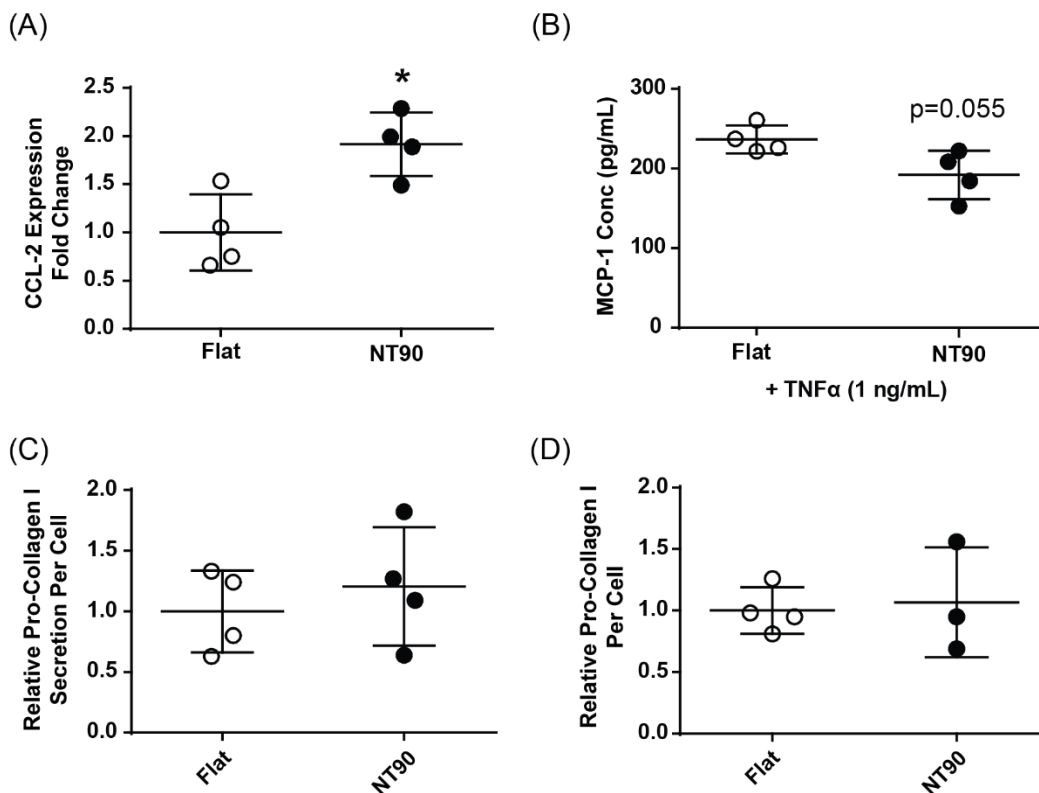 (A)
CCL-2 Expression
Fold Change
2.5
2.0
1.5
1.0
0.5
0.0
*
Flat
NT90
(B)
MCP-1 Conc (pg/mL)
300
200
100
0
p=0.055
Flat
NT90
+ TNFα (1 ng/mL)
(C)
Relative Pro-Collagen I
Secretion Per Cell
2.0
1.5
1.0
0.5
0.0
Flat
NT90
(D)
Relative Pro-Collagen I
Per Cell
2.0
1.5
1.0
0.5
0.0
Flat
NT90